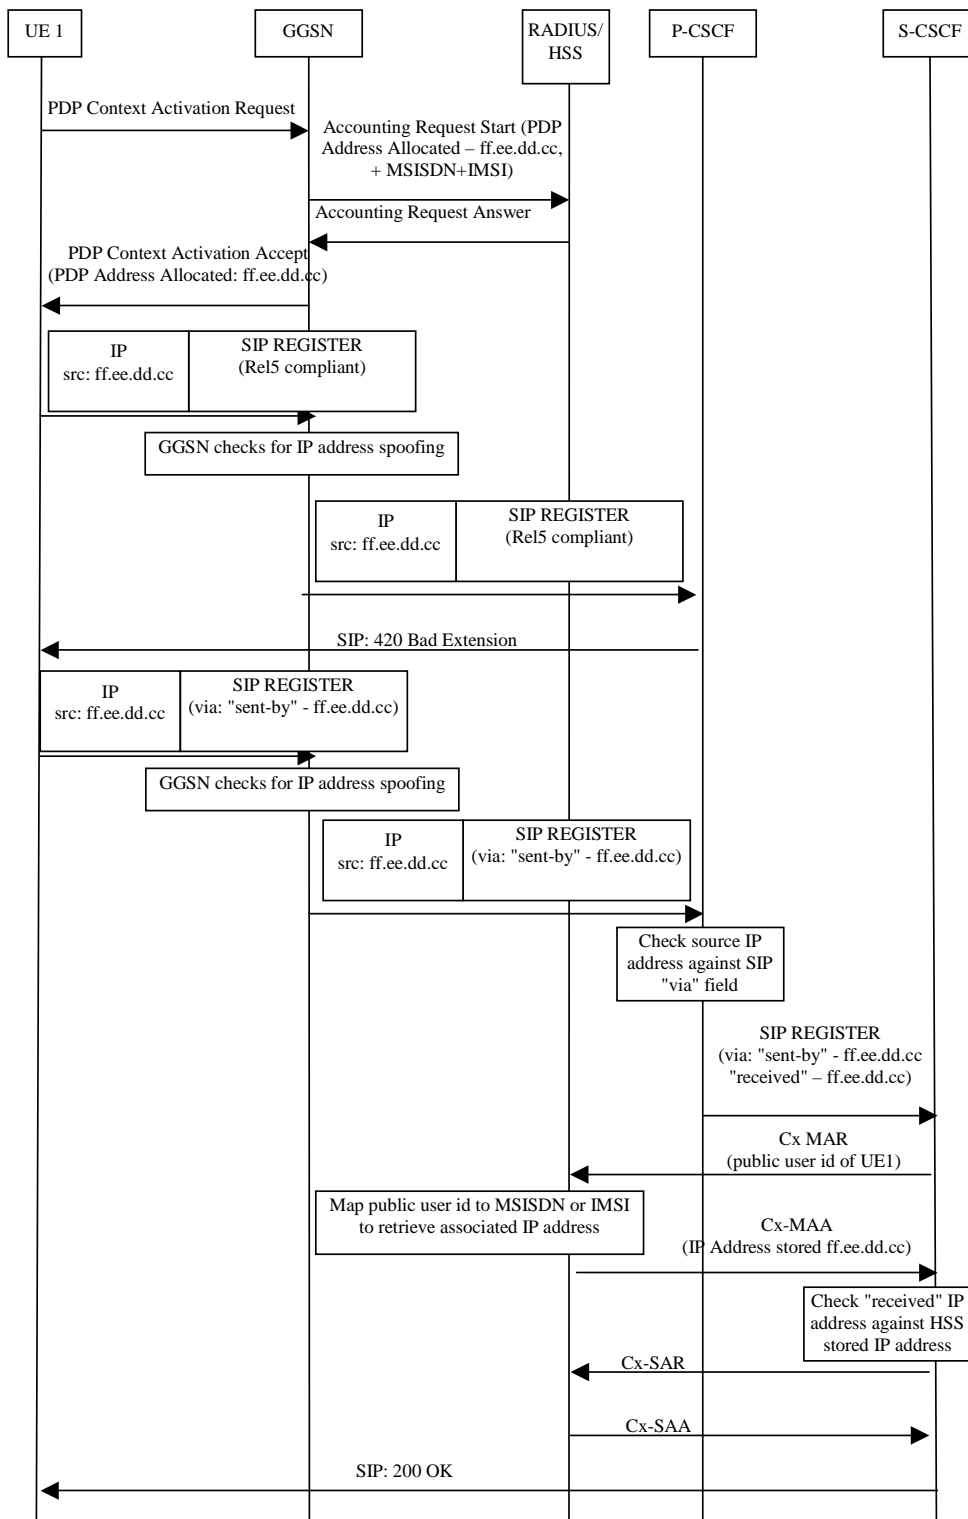 UE 1
GGSN
RADIUS/
HSS
P-CSCF
S-CSCF
PDP Context Activation Request
Accounting Request Start (PDP
Address Allocated – ff.ee.dd.cc,
+ MSISDN+IMSI)
Accounting Request Answer
PDP Context Activation Accept
(PDP Address Allocated: ff.ee.dd.cc)
IP
src: ff.ee.dd.cc
SIP REGISTER
(Rel5 compliant)
GGSN checks for IP address spoofing
IP
src: ff.ee.dd.cc
SIP REGISTER
(Rel5 compliant)
SIP: 420 Bad Extension
IP
src: ff.ee.dd.cc
SIP REGISTER
(via: "sent-by" - ff.ee.dd.cc)
GGSN checks for IP address spoofing
IP
src: ff.ee.dd.cc
SIP REGISTER
(via: "sent-by" - ff.ee.dd.cc)
Check source IP
address against SIP
"via" field
SIP REGISTER
(via: "sent-by" - ff.ee.dd.cc
"received" – ff.ee.dd.cc)
Cx MAR
(public user id of UE1)
Map public user id to MSISDN or IMSI
to retrieve associated IP address
Cx-MAA
(IP Address stored ff.ee.dd.cc)
Check "received" IP
address against HSS
stored IP address
Cx-SAR
Cx-SAA
SIP: 200 OK